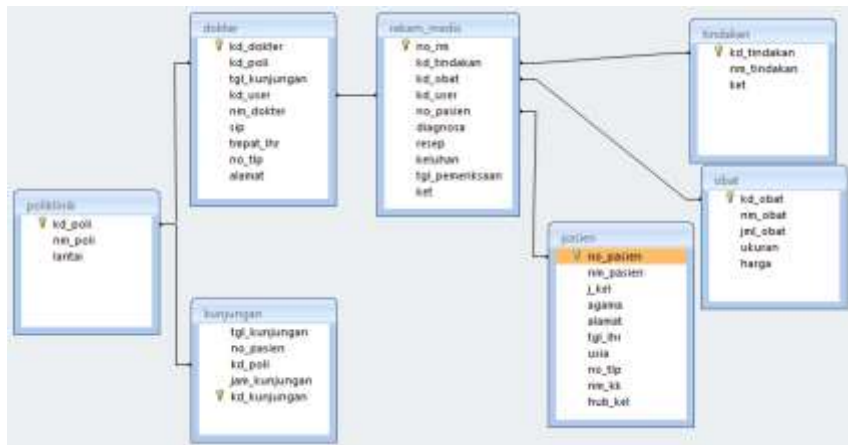 dokter
kd_dokter
kd_poli
tgl_kunjungan
kd_user
nm_dokter
sip
tmpat_lhr
no_tlp
alamat
rekam_medis
no_rm
kd_tindakan
kd_obat
kd_user
no_pasien
diagnosa
resep
keluhan
tgl_pemeriksaan
ket
tindakan
kd_tindakan
nm_tindakan
ket
obat
kd_obat
nm_obat
jml_obat
ukuran
harga
poliklinik
kd_poli
nm_poli
lantai
pasien
no_pasien
nm_pasien
j_kel
agama
alamat
tgl_lhr
usia
no_tlp
nm_kk
hub_kel
kunjungan
tgl_kunjungan
no_pasien
kd_poli
jam_kunjungan
kd_kunjungan